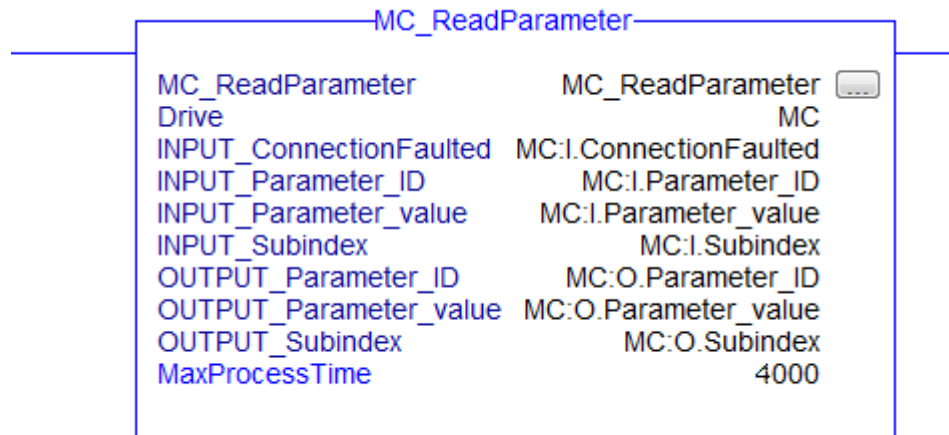 MC_ReadParameter
MC_ReadParameter MC_ReadParameter ...
Drive MC
INPUT_ConnectionFaulted MC:I.ConnectionFaulted
INPUT_Parameter_ID MC:I.Parameter_ID
INPUT_Parameter_value MC:I.Parameter_value
INPUT_Subindex MC:I.Subindex
OUTPUT_Parameter_ID MC:O.Parameter_ID
OUTPUT_Parameter_value MC:O.Parameter_value
OUTPUT_Subindex MC:O.Subindex
MaxProcessTime 4000